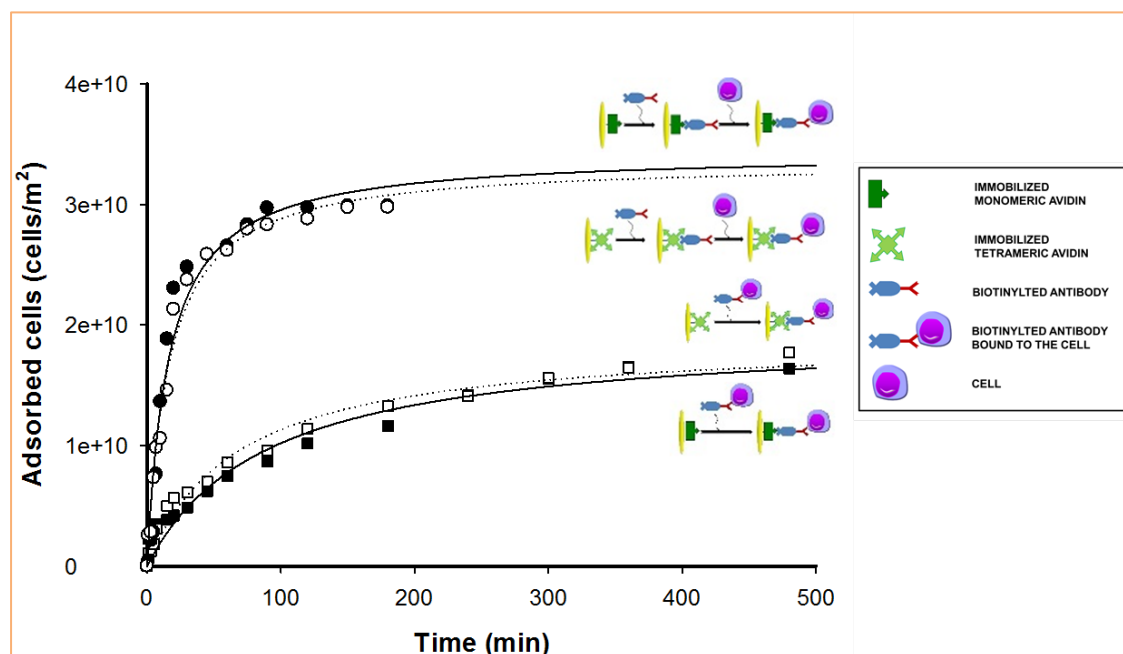 Adsorbed cells (cells/m²)
4e+10
3e+10
2e+10
1e+10
0
0
100
200
300
400
500
Time (min)
IMMOBILIZED
MONOMERIC AVIDIN
IMMOBILIZED
TETRAMERIC AVIDIN
BIOTINYLTED ANTIBODY
BIOTINYLTED ANTIBODY
BOUND TO THE CELL
CELL